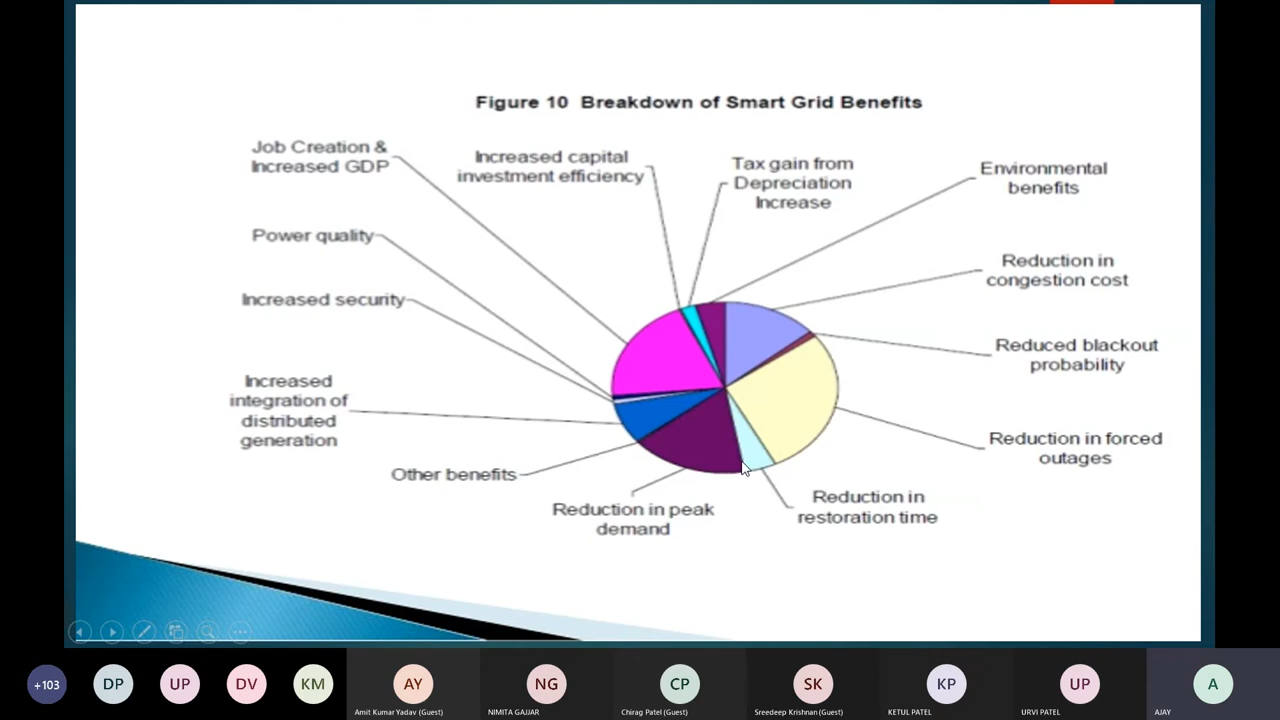 Figure 10 Breakdown of Smart Grid Benefits
Job Creation &
Increased GDP
Increased capital
investment efficiency
Tax gain from
Depreciation
Increase
Environmental
benefits
Power quality
Reduction in
congestion cost
Increased security
Reduced blackout
probability
Increased
integration of
distributed
generation
Reduction in forced
outages
Other benefits
Reduction in peak
demand
Reduction in
restoration time
+103
DP
UP
DV
KM
AY
Amit Kumar Yadav (Guest)
NG
NIMITA GAJJAR
CP
Chirag Patel (Guest)
SK
Sreedeep Krishnan (Guest)
KP
KETUL PATEL
UP
URVI PATEL
A
AJAY